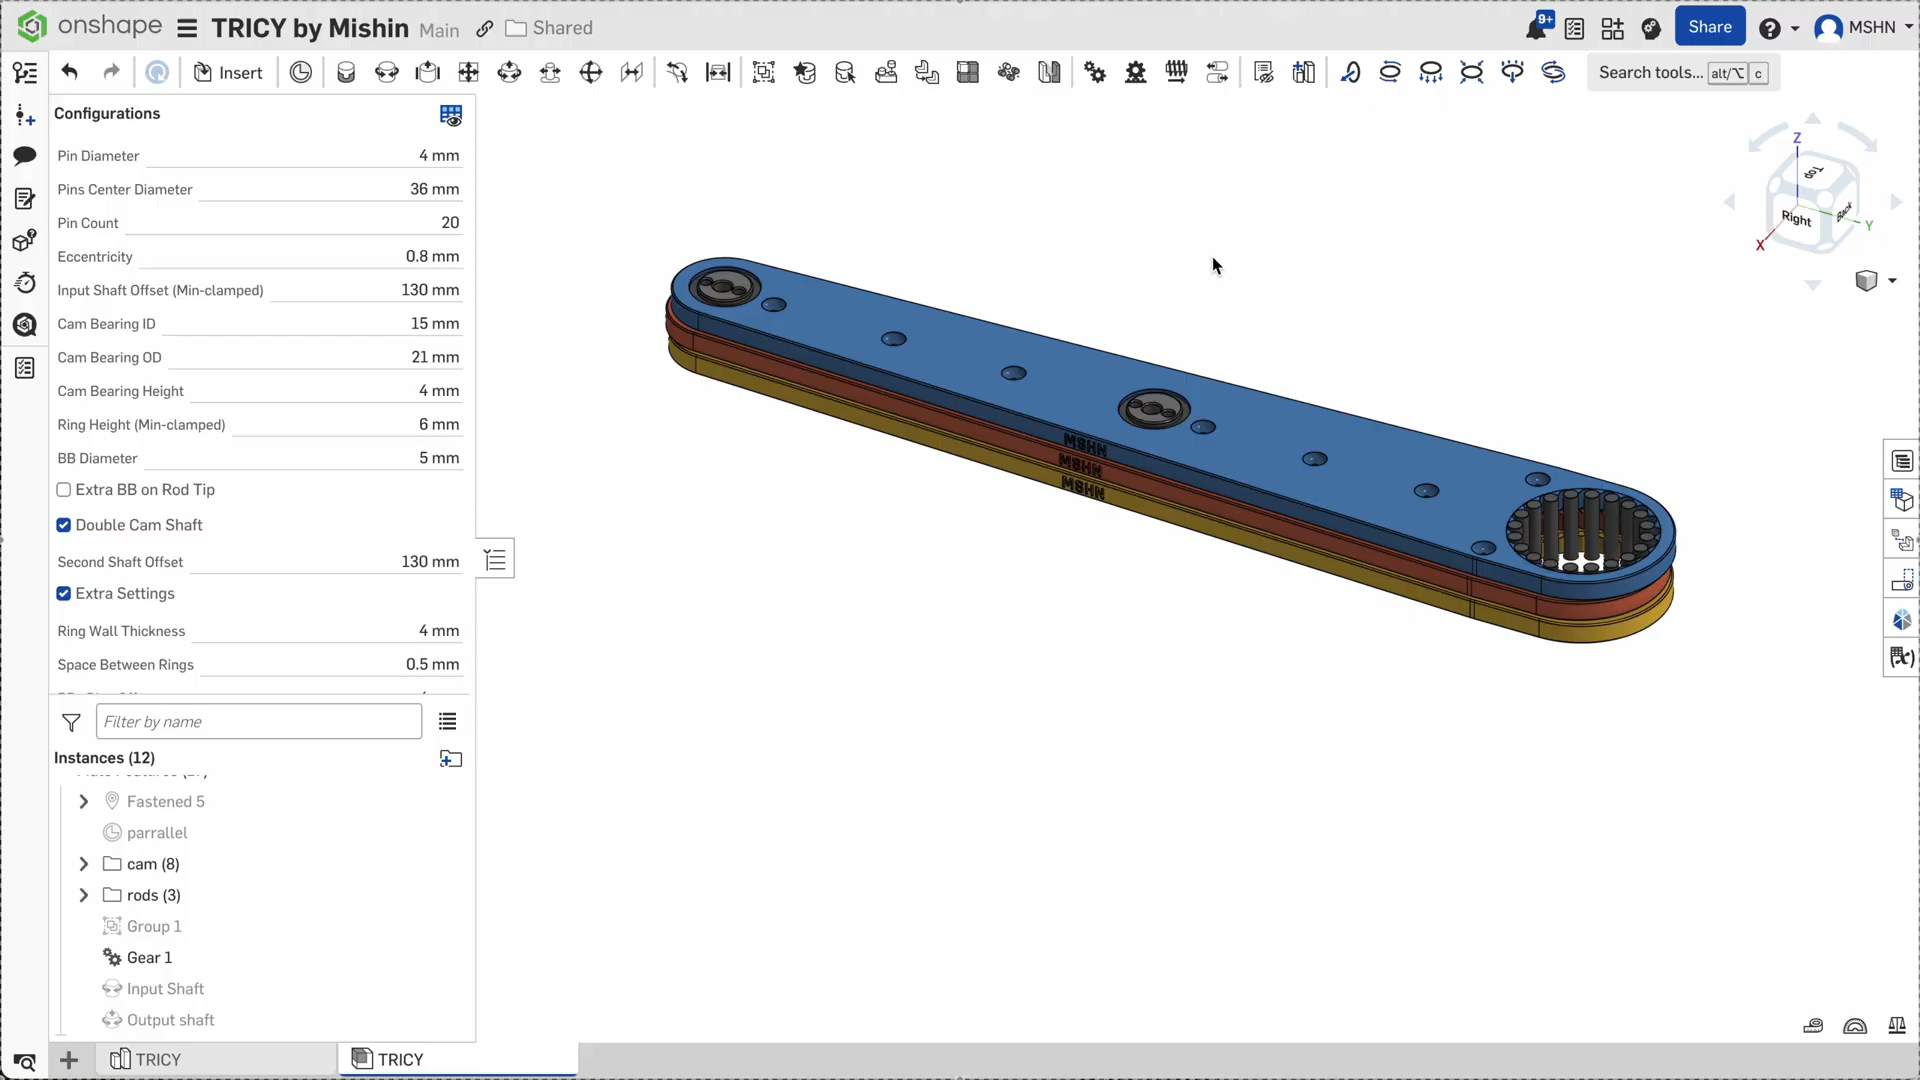 onshape TRICY by Mishin Main Shared
9+ Share MSHN
Insert Search tools... alt/⌥ c
Configurations
Pin Diameter 4 mm
Pins Center Diameter 36 mm
Pin Count 20
Eccentricity 0.8 mm
Input Shaft Offset (Min-clamped) 130 mm
Cam Bearing ID 15 mm
Cam Bearing OD 21 mm
Cam Bearing Height 4 mm
Ring Height (Min-clamped) 6 mm
BB Diameter 5 mm
Extra BB on Rod Tip
Double Cam Shaft
Second Shaft Offset 130 mm
Extra Settings
Ring Wall Thickness 4 mm
Space Between Rings 0.5 mm
Filter by name
Instances (12)
Fastened 5
parrallel
cam (8)
rods (3)
Group 1
Gear 1
Input Shaft
Output shaft
TRICY
TRICY
MSHN
MSHN
MSHN
Z
Top
Right
Back
X
Y